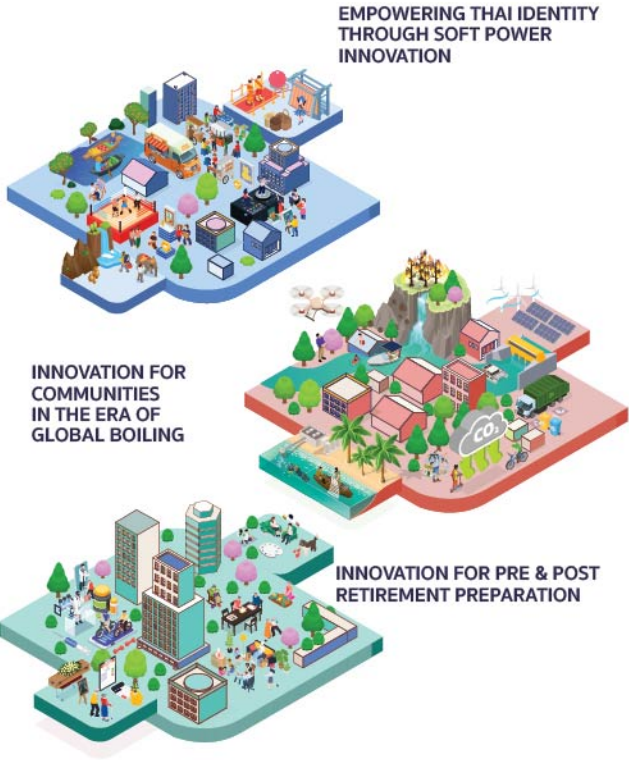 EMPOWERING THAI IDENTITY
THROUGH SOFT POWER
INNOVATION
INNOVATION FOR
COMMUNITIES
IN THE ERA OF
GLOBAL BOILING
CO₂
INNOVATION FOR PRE & POST
RETIREMENT PREPARATION